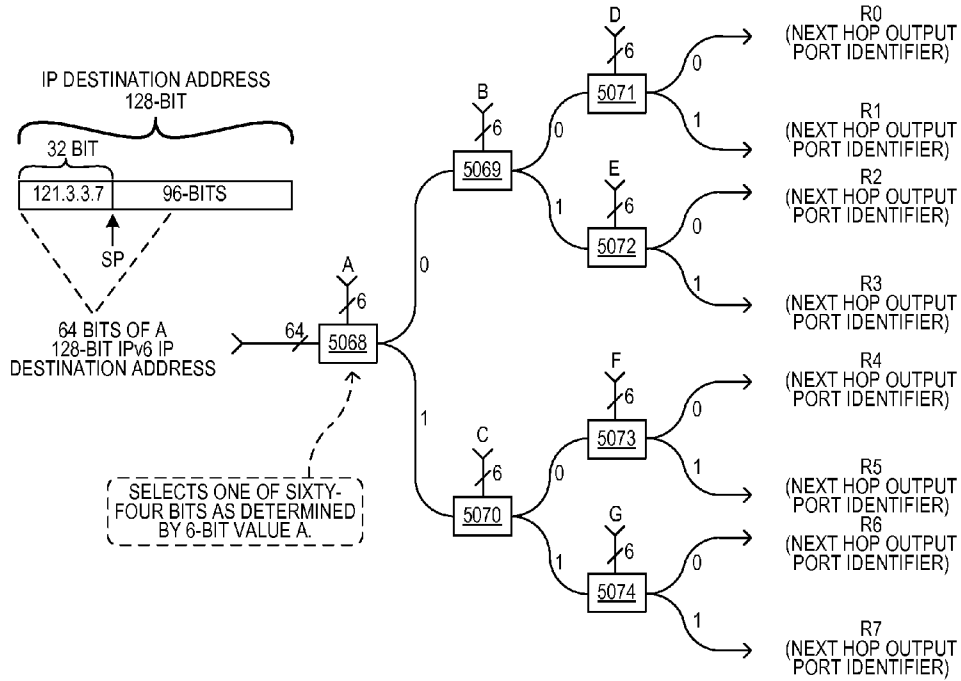 IP DESTINATION ADDRESS
128-BIT
32 BIT
121.3.3.7
96-BITS
SP
64 BITS OF A
128-BIT IPv6 IP
DESTINATION ADDRESS
64
A
6
5068
SELECTS ONE OF SIXTY-
FOUR BITS AS DETERMINED
BY 6-BIT VALUE A.
0
1
B
6
5069
0
1
C
6
5070
0
1
D
6
5071
0
1
E
6
5072
0
1
F
6
5073
0
1
G
6
5074
0
1
R0
(NEXT HOP OUTPUT
PORT IDENTIFIER)
R1
(NEXT HOP OUTPUT
PORT IDENTIFIER)
R2
(NEXT HOP OUTPUT
PORT IDENTIFIER)
R3
(NEXT HOP OUTPUT
PORT IDENTIFIER)
R4
(NEXT HOP OUTPUT
PORT IDENTIFIER)
R5
(NEXT HOP OUTPUT
PORT IDENTIFIER)
R6
(NEXT HOP OUTPUT
PORT IDENTIFIER)
R7
(NEXT HOP OUTPUT
PORT IDENTIFIER)